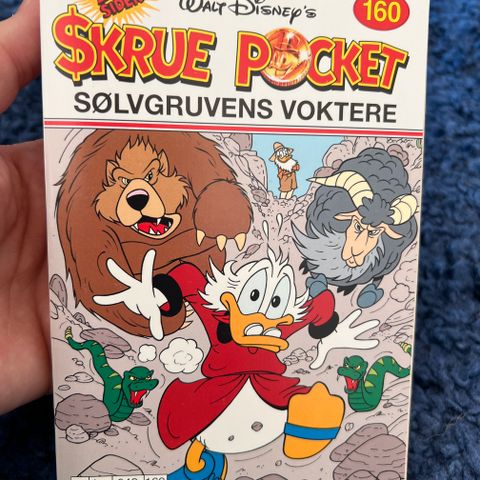 SIDER
WALT DISNEY'S
160
$KRUE POCKET
SØLVGRUVENS VOKTERE